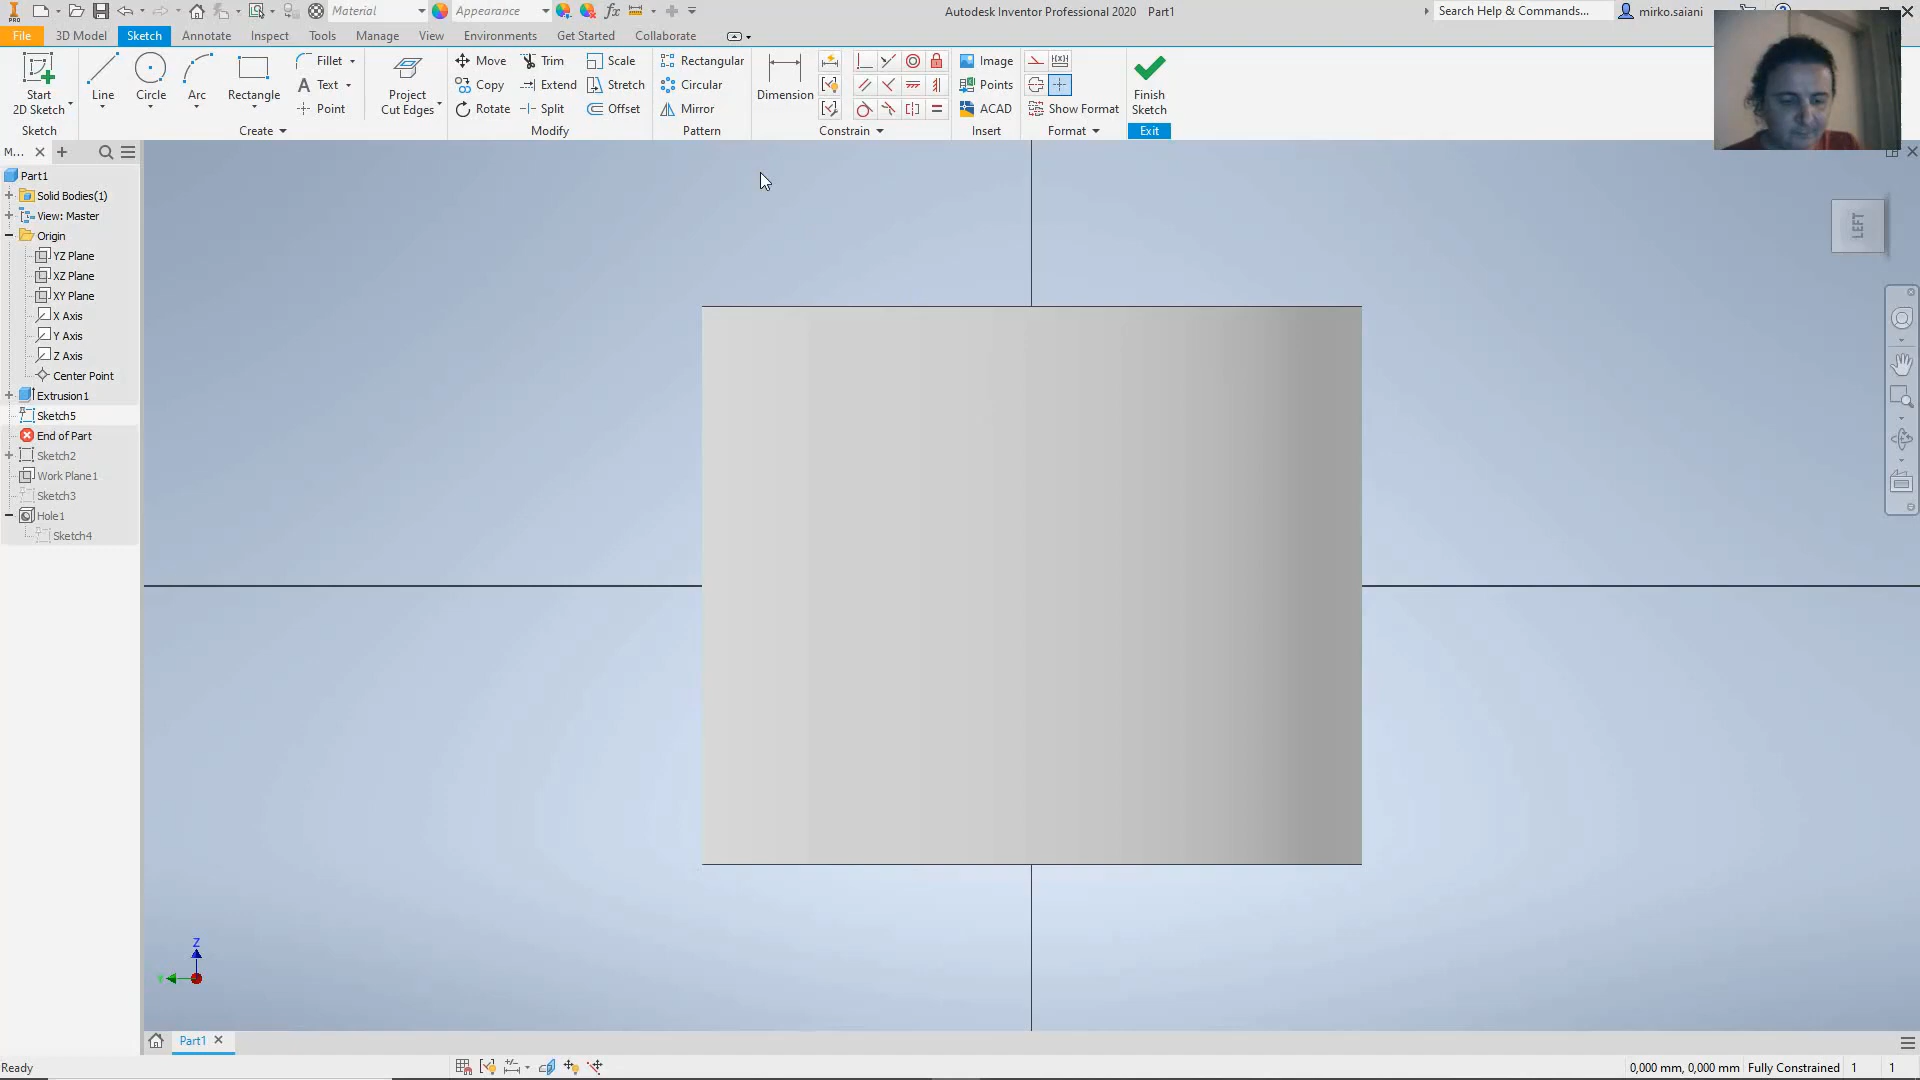 Material
Appearance
fx
Autodesk Inventor Professional 2020 Part1
Search Help & Commands...
mirko.saiani
File
3D Model
Sketch
Annotate
Inspect
Tools
Manage
View
Environments
Get Started
Collaborate
Start
2D Sketch
Line
Circle
Arc
Rectangle
Fillet
Text
Point
Project
Cut Edges
Move
Copy
Rotate
Trim
Extend
Split
Scale
Stretch
Offset
Rectangular
Circular
Mirror
Dimension
Image
Points
ACAD
Show Format
Finish
Sketch
Sketch
Create
Modify
Pattern
Constrain
Insert
Format
Exit
M...
Part1
Solid Bodies(1)
View: Master
Origin
YZ Plane
XZ Plane
XY Plane
X Axis
Y Axis
Z Axis
Center Point
Extrusion1
Sketch5
End of Part
Sketch2
Work Plane1
Sketch3
Hole1
Sketch4
LEFT
Z
Y
Part1
Ready
0,000 mm, 0,000 mm
Fully Constrained
1
1